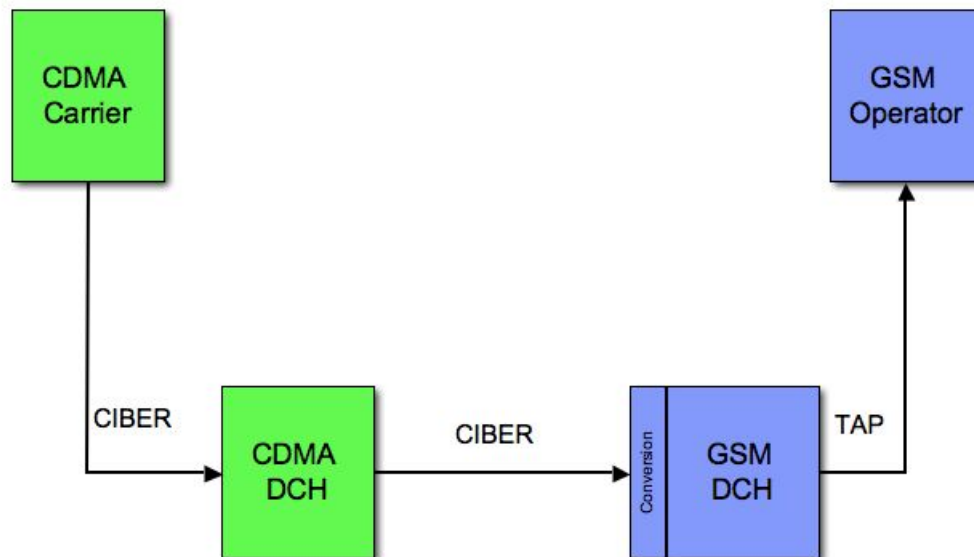 CDMA
Carrier
GSM
Operator
CIBER
CDMA
DCH
CIBER
Conversion
GSM
DCH
TAP